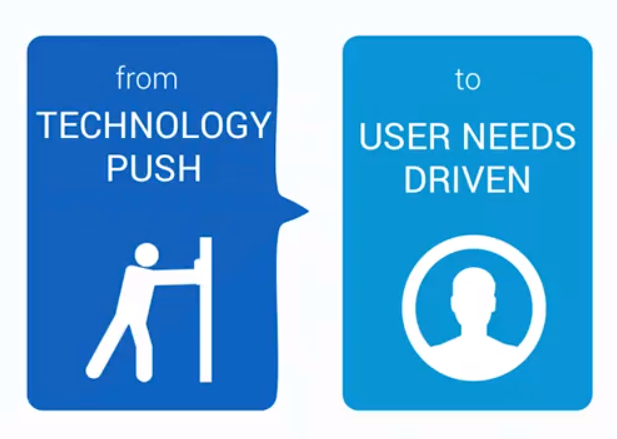 from
TECHNOLOGY
PUSH
to
USER NEEDS
DRIVEN